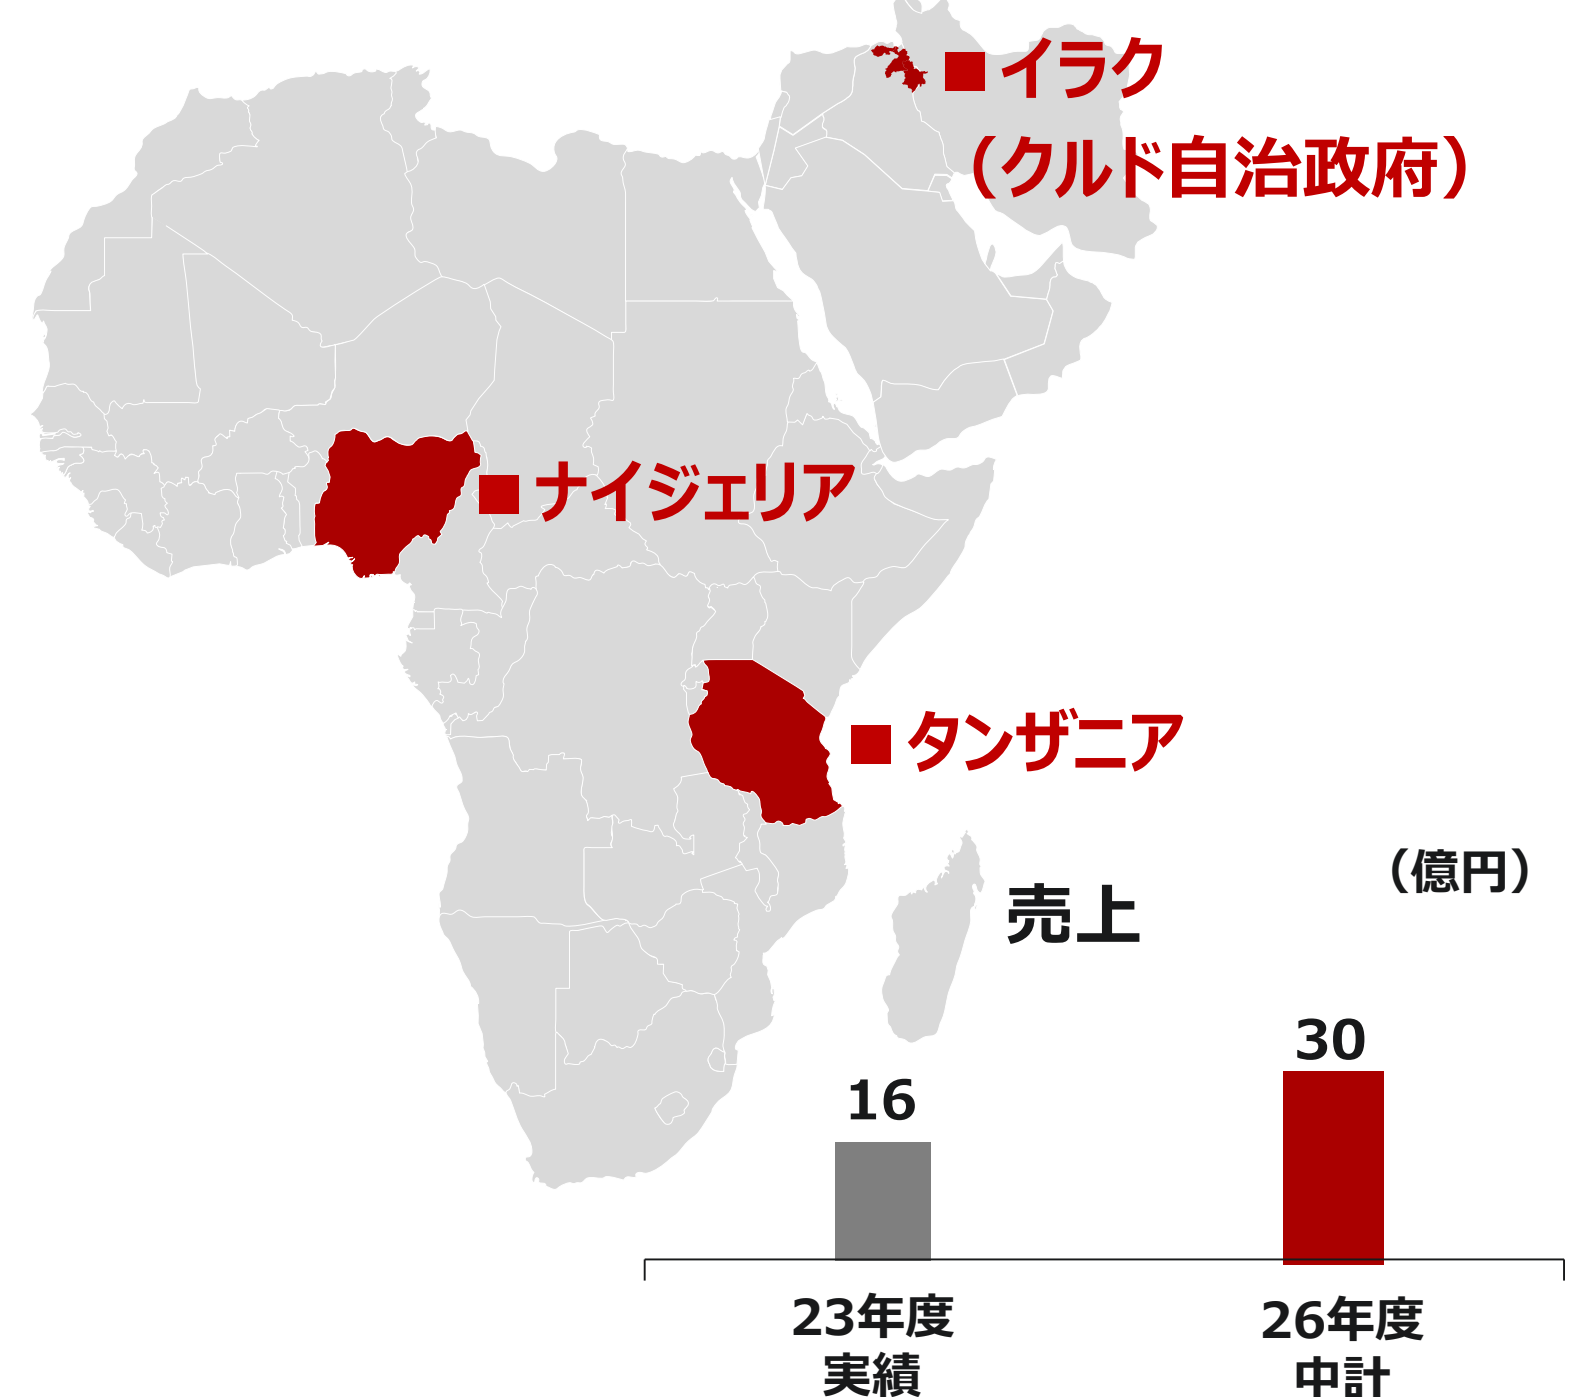 ■イラク
（クルド自治政府）
■ナイジェリア
■タンザニア
（億円）
売上
30
16
23年度
実績
26年度
中計